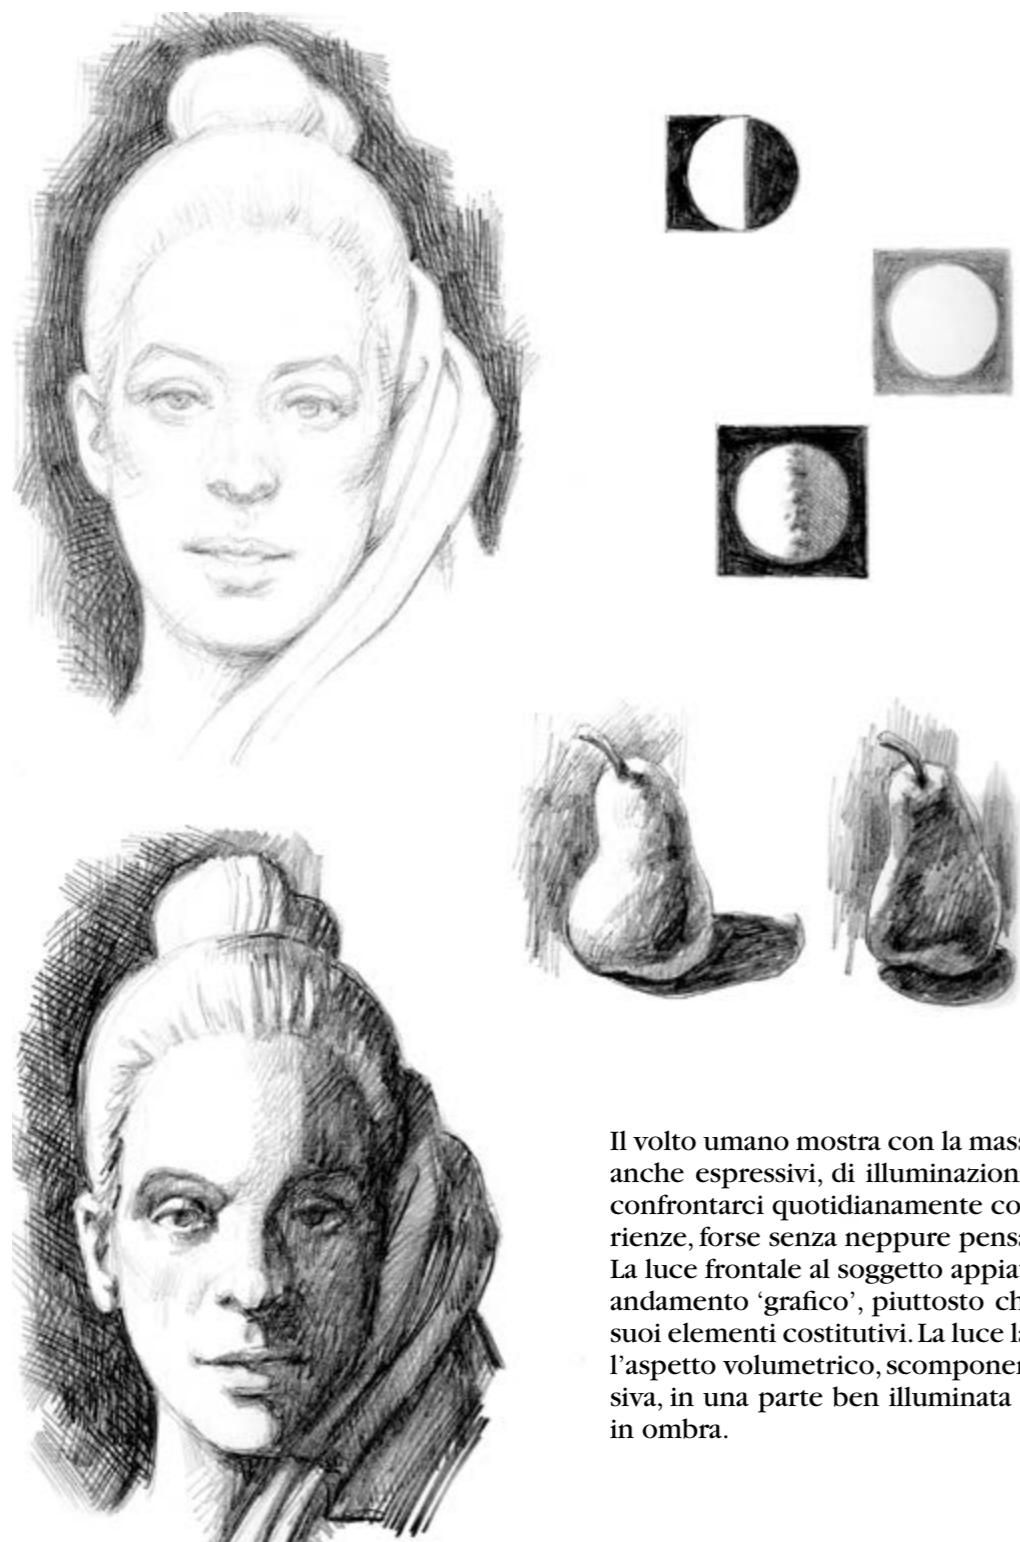 Il volto umano mostra con la mass
anche espressivi, di illuminazion
confrontarci quotidianamente co
rienze, forse senza neppure pensa
La luce frontale al soggetto appiat
andamento ‘grafico’, piuttosto ch
suoi elementi costitutivi. La luce la
l’aspetto volumetrico, scomponen
siva, in una parte ben illuminata
in ombra.